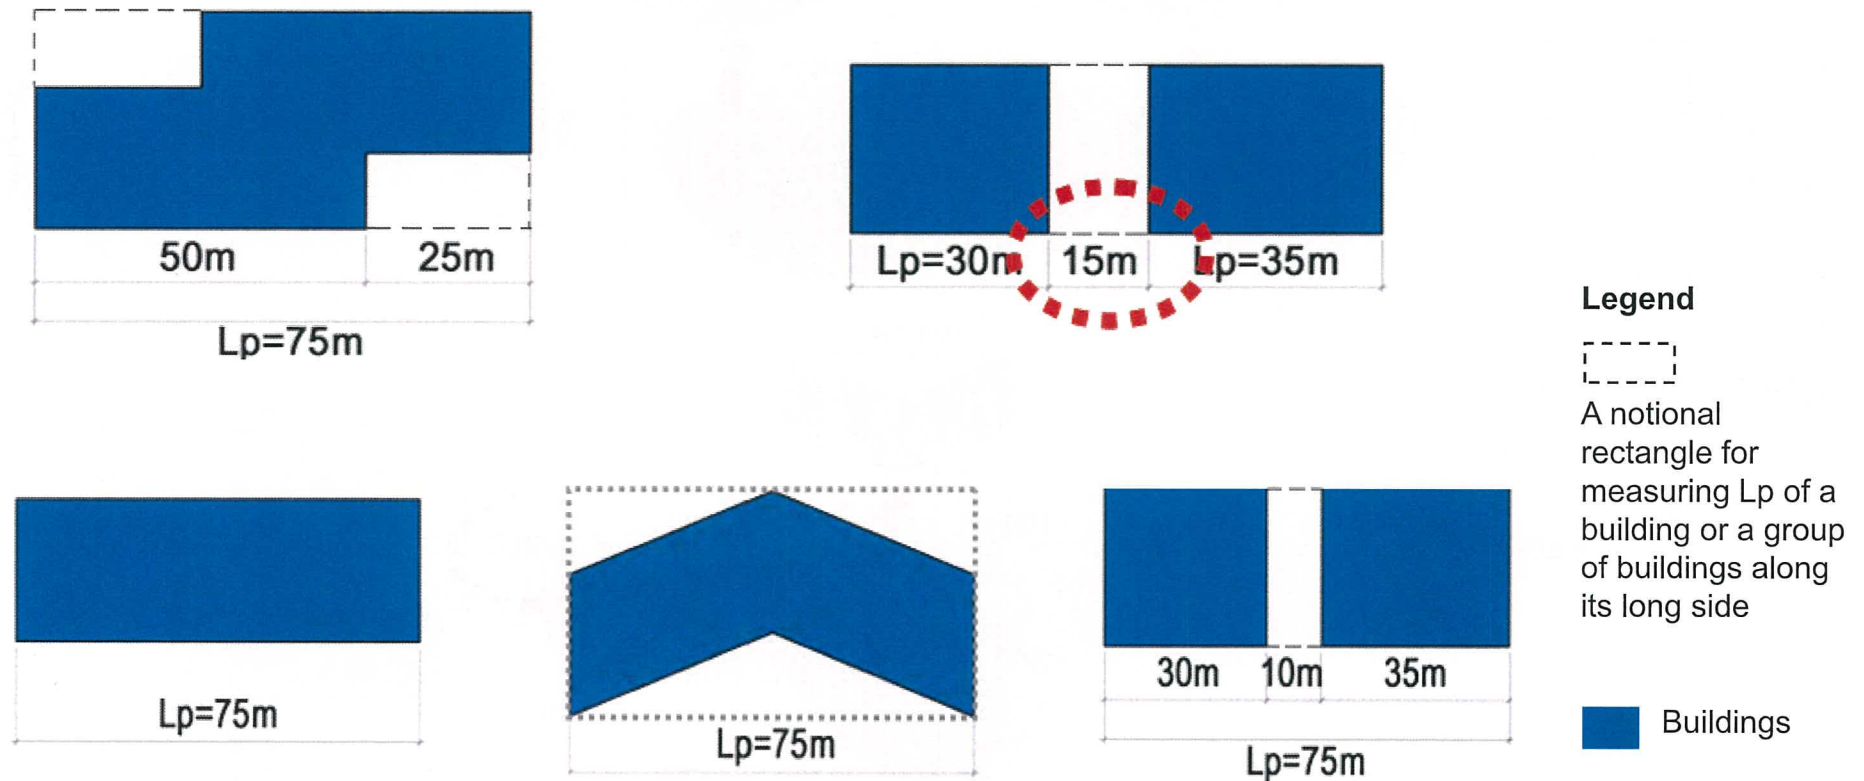 50m 25m
Lp=75m
Lp=30m 15m Lp=35m
Lp=75m
Lp=75m
30m 10m 35m
Lp=75m
Legend
A notional
rectangle for
measuring Lp of a
building or a group
of buildings along
its long side
Buildings